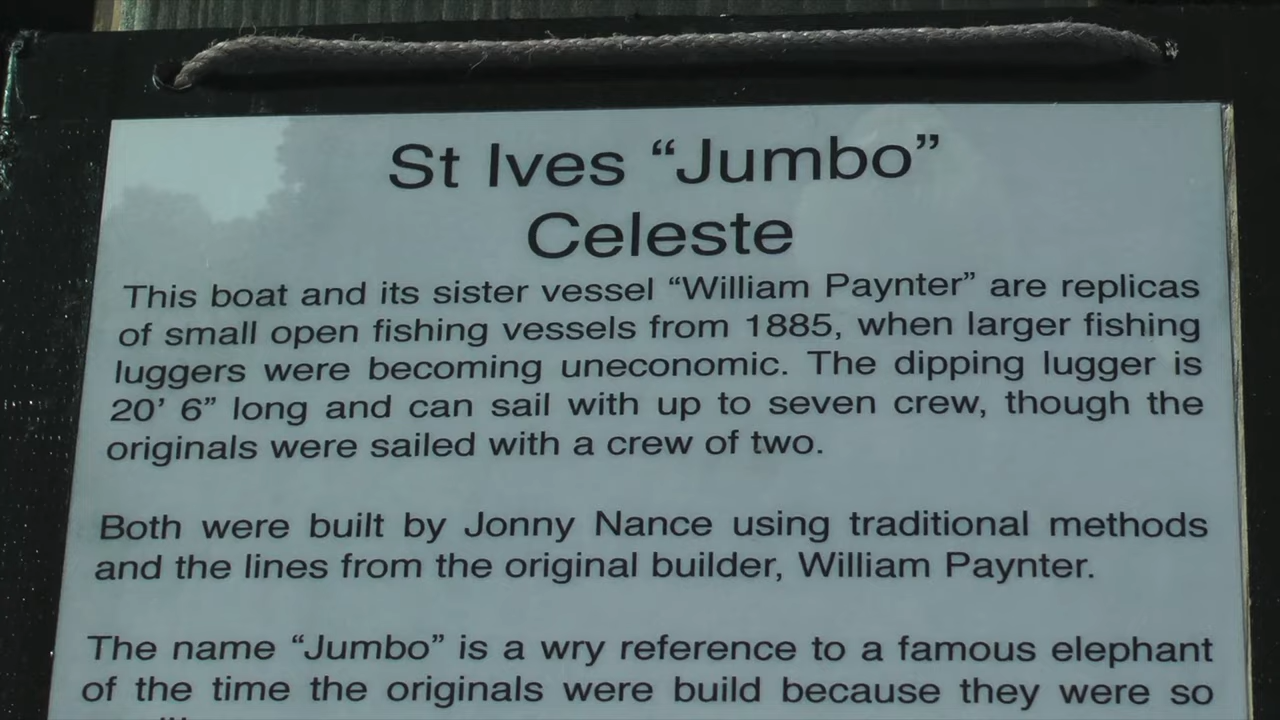 St Ives “Jumbo”
Celeste
This boat and its sister vessel “William Paynter” are replicas
of small open fishing vessels from 1885, when larger fishing
luggers were becoming uneconomic. The dipping lugger is
20’ 6” long and can sail with up to seven crew, though the
originals were sailed with a crew of two.
Both were built by Jonny Nance using traditional methods
and the lines from the original builder, William Paynter.
The name “Jumbo” is a wry reference to a famous elephant
of the time the originals were build because they were so